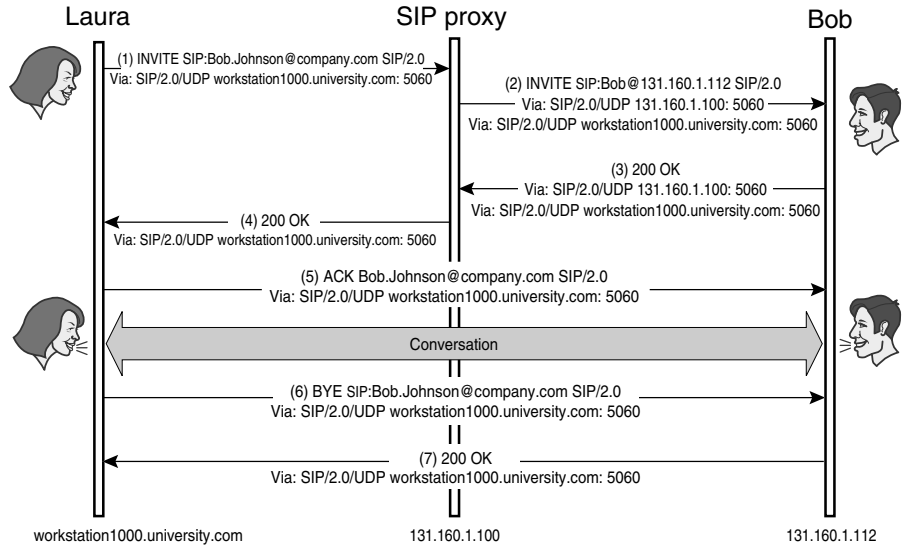 Laura
SIP proxy
Bob
(1) INVITE SIP:Bob.Johnson@company.com SIP/2.0
Via: SIP/2.0/UDP workstation1000.university.com: 5060
(2) INVITE SIP:Bob@131.160.1.112 SIP/2.0
Via: SIP/2.0/UDP 131.160.1.100: 5060
Via: SIP/2.0/UDP workstation1000.university.com: 5060
(3) 200 OK
Via: SIP/2.0/UDP 131.160.1.100: 5060
Via: SIP/2.0/UDP workstation1000.university.com: 5060
(4) 200 OK
Via: SIP/2.0/UDP workstation1000.university.com: 5060
(5) ACK Bob.Johnson@company.com SIP/2.0
Via: SIP/2.0/UDP workstation1000.university.com: 5060
Conversation
(6) BYE SIP:Bob.Johnson@company.com SIP/2.0
Via: SIP/2.0/UDP workstation1000.university.com: 5060
(7) 200 OK
Via: SIP/2.0/UDP workstation1000.university.com: 5060
workstation1000.university.com
131.160.1.100
131.160.1.112